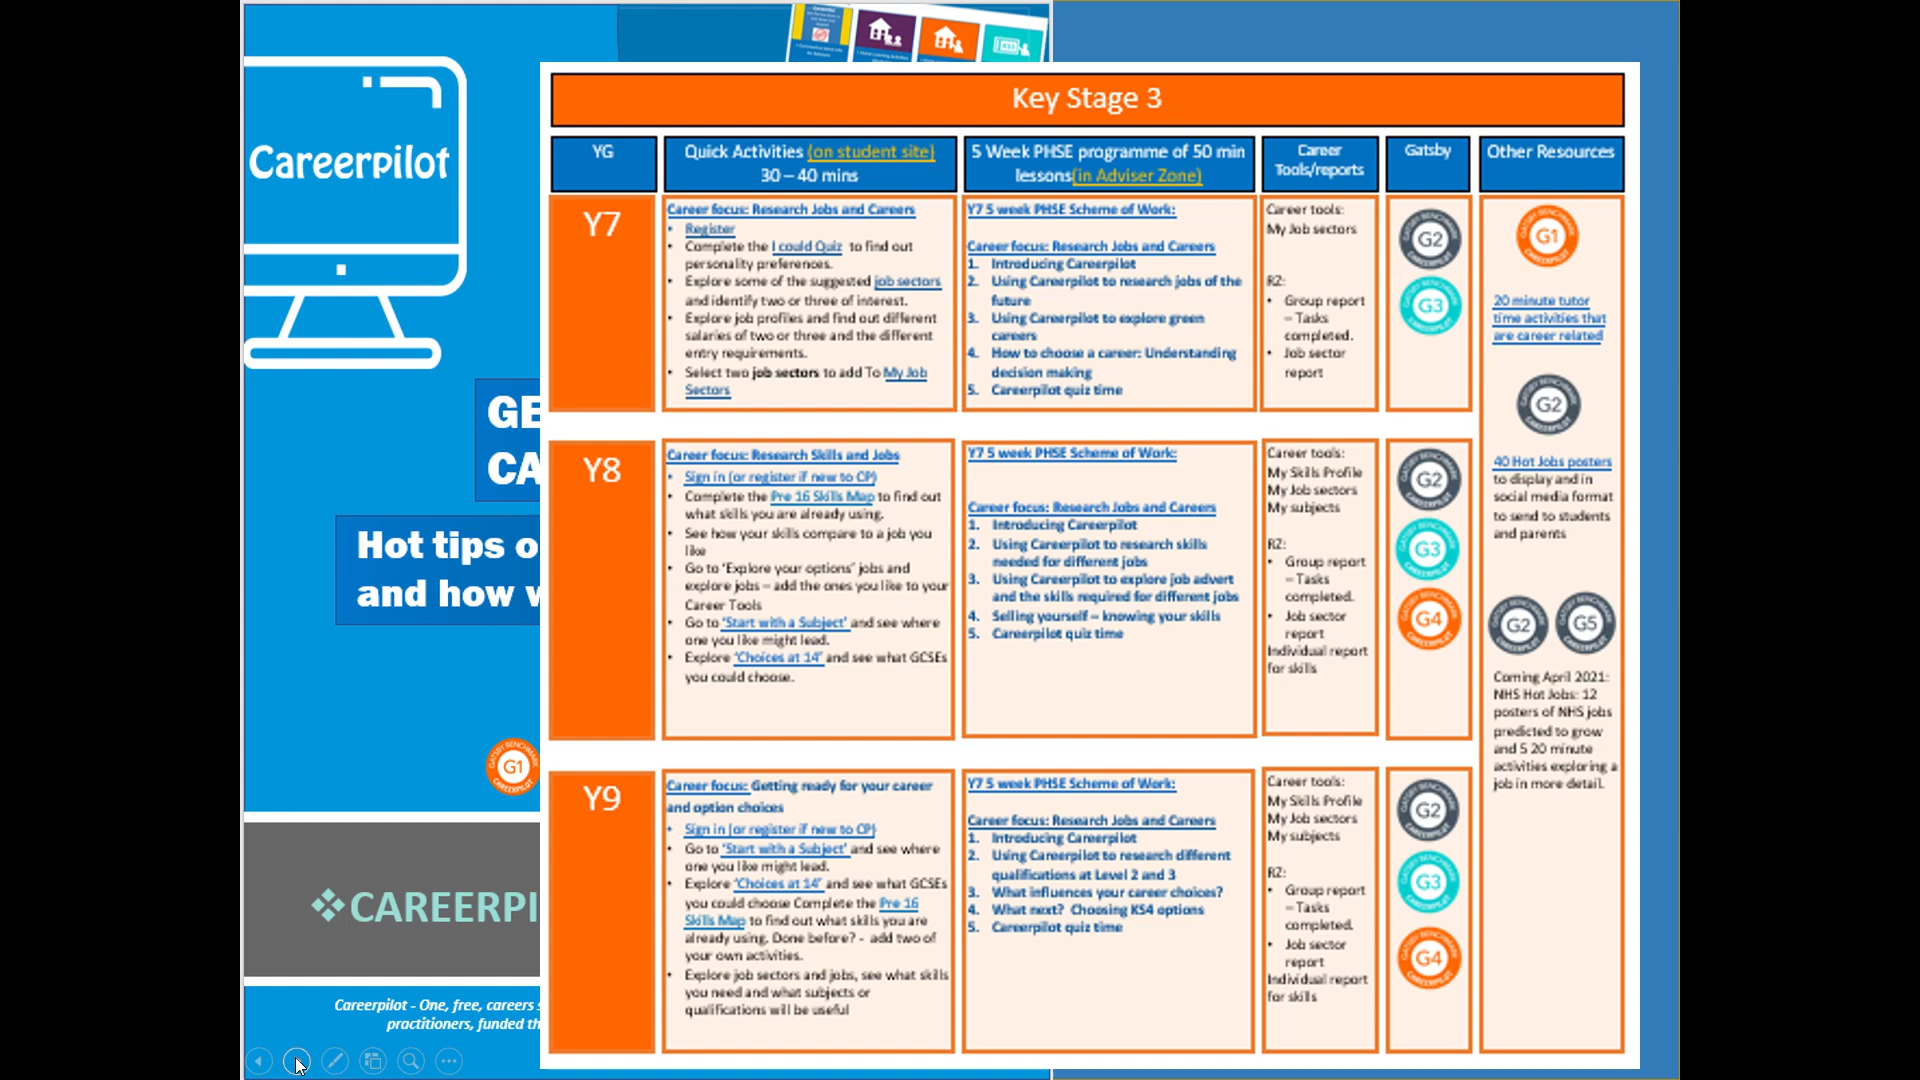 Careerpilot
GE
CA
Hot tips o
and how w
G1
❖CAREERPI
Careerpilot - One, free, careers s
practitioners, funded th
Key Stage 3
YG
Quick Activities (on student site)
30 – 40 mins
5 Week PHSE programme of 50 min
lessons(in Adviser Zone)
Career
Tools/reports
Gatsby
Other Resources
Y7
Career focus: Research Jobs and Careers
• Register
• Complete the I could Quiz to find out
personality preferences.
• Explore some of the suggested job sectors
and identify two or three of interest.
• Explore job profiles and find out different
salaries of two or three and the different
entry requirements.
• Select two job sectors to add To My Job
Sectors
Y7 5 week PHSE Scheme of Work:
Career focus: Research Jobs and Careers
1. Introducing Careerpilot
2. Using Careerpilot to research jobs of the
future
3. Using Careerpilot to explore green
careers
4. How to choose a career: Understanding
decision making
5. Careerpilot quiz time
Career tools:
My Job sectors
RZ:
• Group report
– Tasks
completed.
• Job sector
report
G2
G3
Y8
Career focus: Research Skills and Jobs
• Sign in (or register if new to CP)
• Complete the Pre 16 Skills Map to find out
what skills you are already using.
• See how your skills compare to a job you
like
• Go to ‘Explore your options’ jobs and
explore jobs – add the ones you like to your
Career Tools
• Go to ‘Start with a Subject’ and see where
one you like might lead.
• Explore ‘Choices at 14’ and see what GCSEs
you could choose.
Y7 5 week PHSE Scheme of Work:
Career focus: Research Jobs and Careers
1. Introducing Careerpilot
2. Using Careerpilot to research skills
needed for different jobs
3. Using Careerpilot to explore job advert
and the skills required for different jobs
4. Selling yourself – knowing your skills
5. Careerpilot quiz time
Career tools:
My Skills Profile
My Job sectors
My subjects
RZ:
• Group report
– Tasks
completed.
• Job sector
report
Individual report
for skills
G2
G3
G4
Y9
Career focus: Getting ready for your career
and option choices
• Sign in (or register if new to CP)
• Go to ‘Start with a Subject’ and see where
one you like might lead.
• Explore ‘Choices at 14’ and see what GCSEs
you could choose Complete the Pre 16
Skills Map to find out what skills you are
already using. Done before? - add two of
your own activities.
• Explore job sectors and jobs, see what skills
you need and what subjects or
qualifications will be useful
Y7 5 week PHSE Scheme of Work:
Career focus: Research Jobs and Careers
1. Introducing Careerpilot
2. Using Careerpilot to research different
qualifications at Level 2 and 3
3. What influences your career choices?
4. What next? Choosing KS4 options
5. Careerpilot quiz time
Career tools:
My Skills Profile
My Job sectors
My subjects
RZ:
• Group report
– Tasks
completed.
• Job sector
report
Individual report
for skills
G2
G3
G4
G1
20 minute tutor
time activities that
are career related
G2
40 Hot Jobs posters
to display and in
social media format
to send to students
and parents
G2 G5
Coming April 2021:
NHS Hot Jobs: 12
posters of NHS jobs
predicted to grow
and 5 20 minute
activities exploring a
job in more detail.